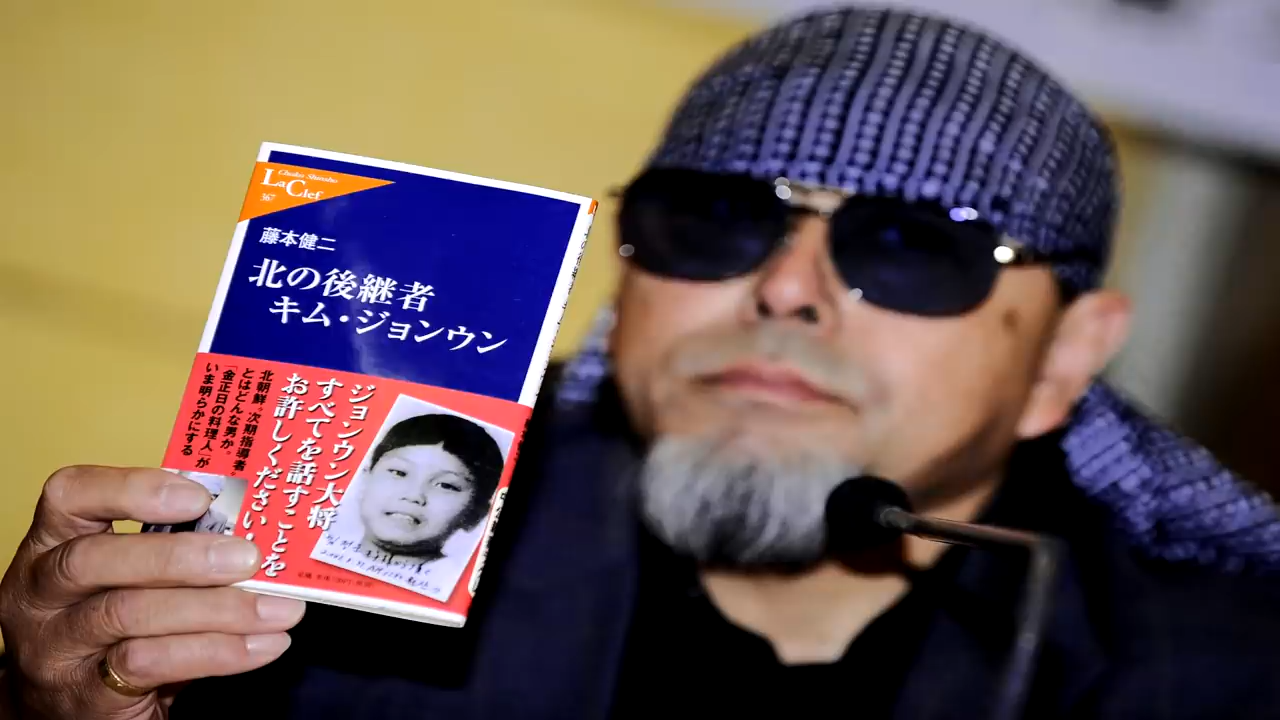 Chuko Shinsho
La Clef
367
藤本健二
北の後継者
キム・ジョンウン
ジョンウン大将
すべてを話すことを
お許しください!
北朝鮮“次期指導者”
とはどんな男か。
「金正日の料理人」が
いま明らかにする